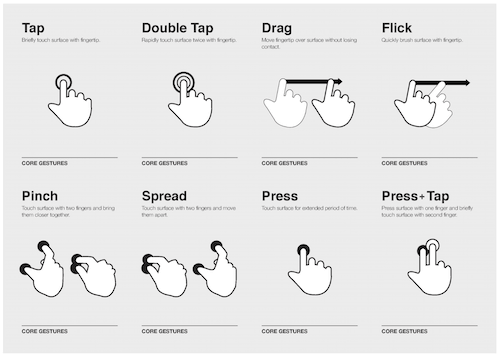 Tap
Briefly touch surface with fingertip.
CORE GESTURES
Double Tap
Rapidly touch surface twice with fingertip.
CORE GESTURES
Drag
Move fingertip over surface without losing
contact.
CORE GESTURES
Flick
Quickly brush surface with fingertip.
CORE GESTURES
Pinch
Touch surface with two fingers and bring
them closer together.
CORE GESTURES
Spread
Touch surface with two fingers and move
them apart.
CORE GESTURES
Press
Touch surface for extended period of time.
CORE GESTURES
Press+Tap
Press surface with one finger and briefly
touch surface with second finger.
CORE GESTURES